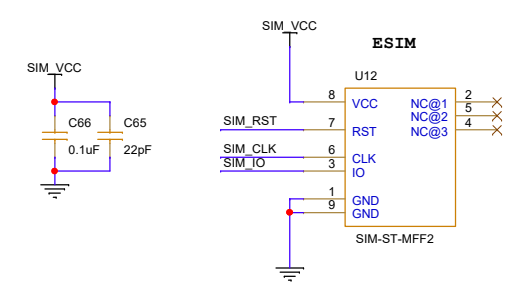 SIM_VCC
ESIM
SIM_VCC
U12
8 VCC NC@1 2
NC@2 5
SIM_RST 7 RST NC@3 4
C66 C65
0.1uF 22pF
SIM_CLK 6 CLK
SIM_IO 3 IO
1 GND
9 GND
SIM-ST-MFF2